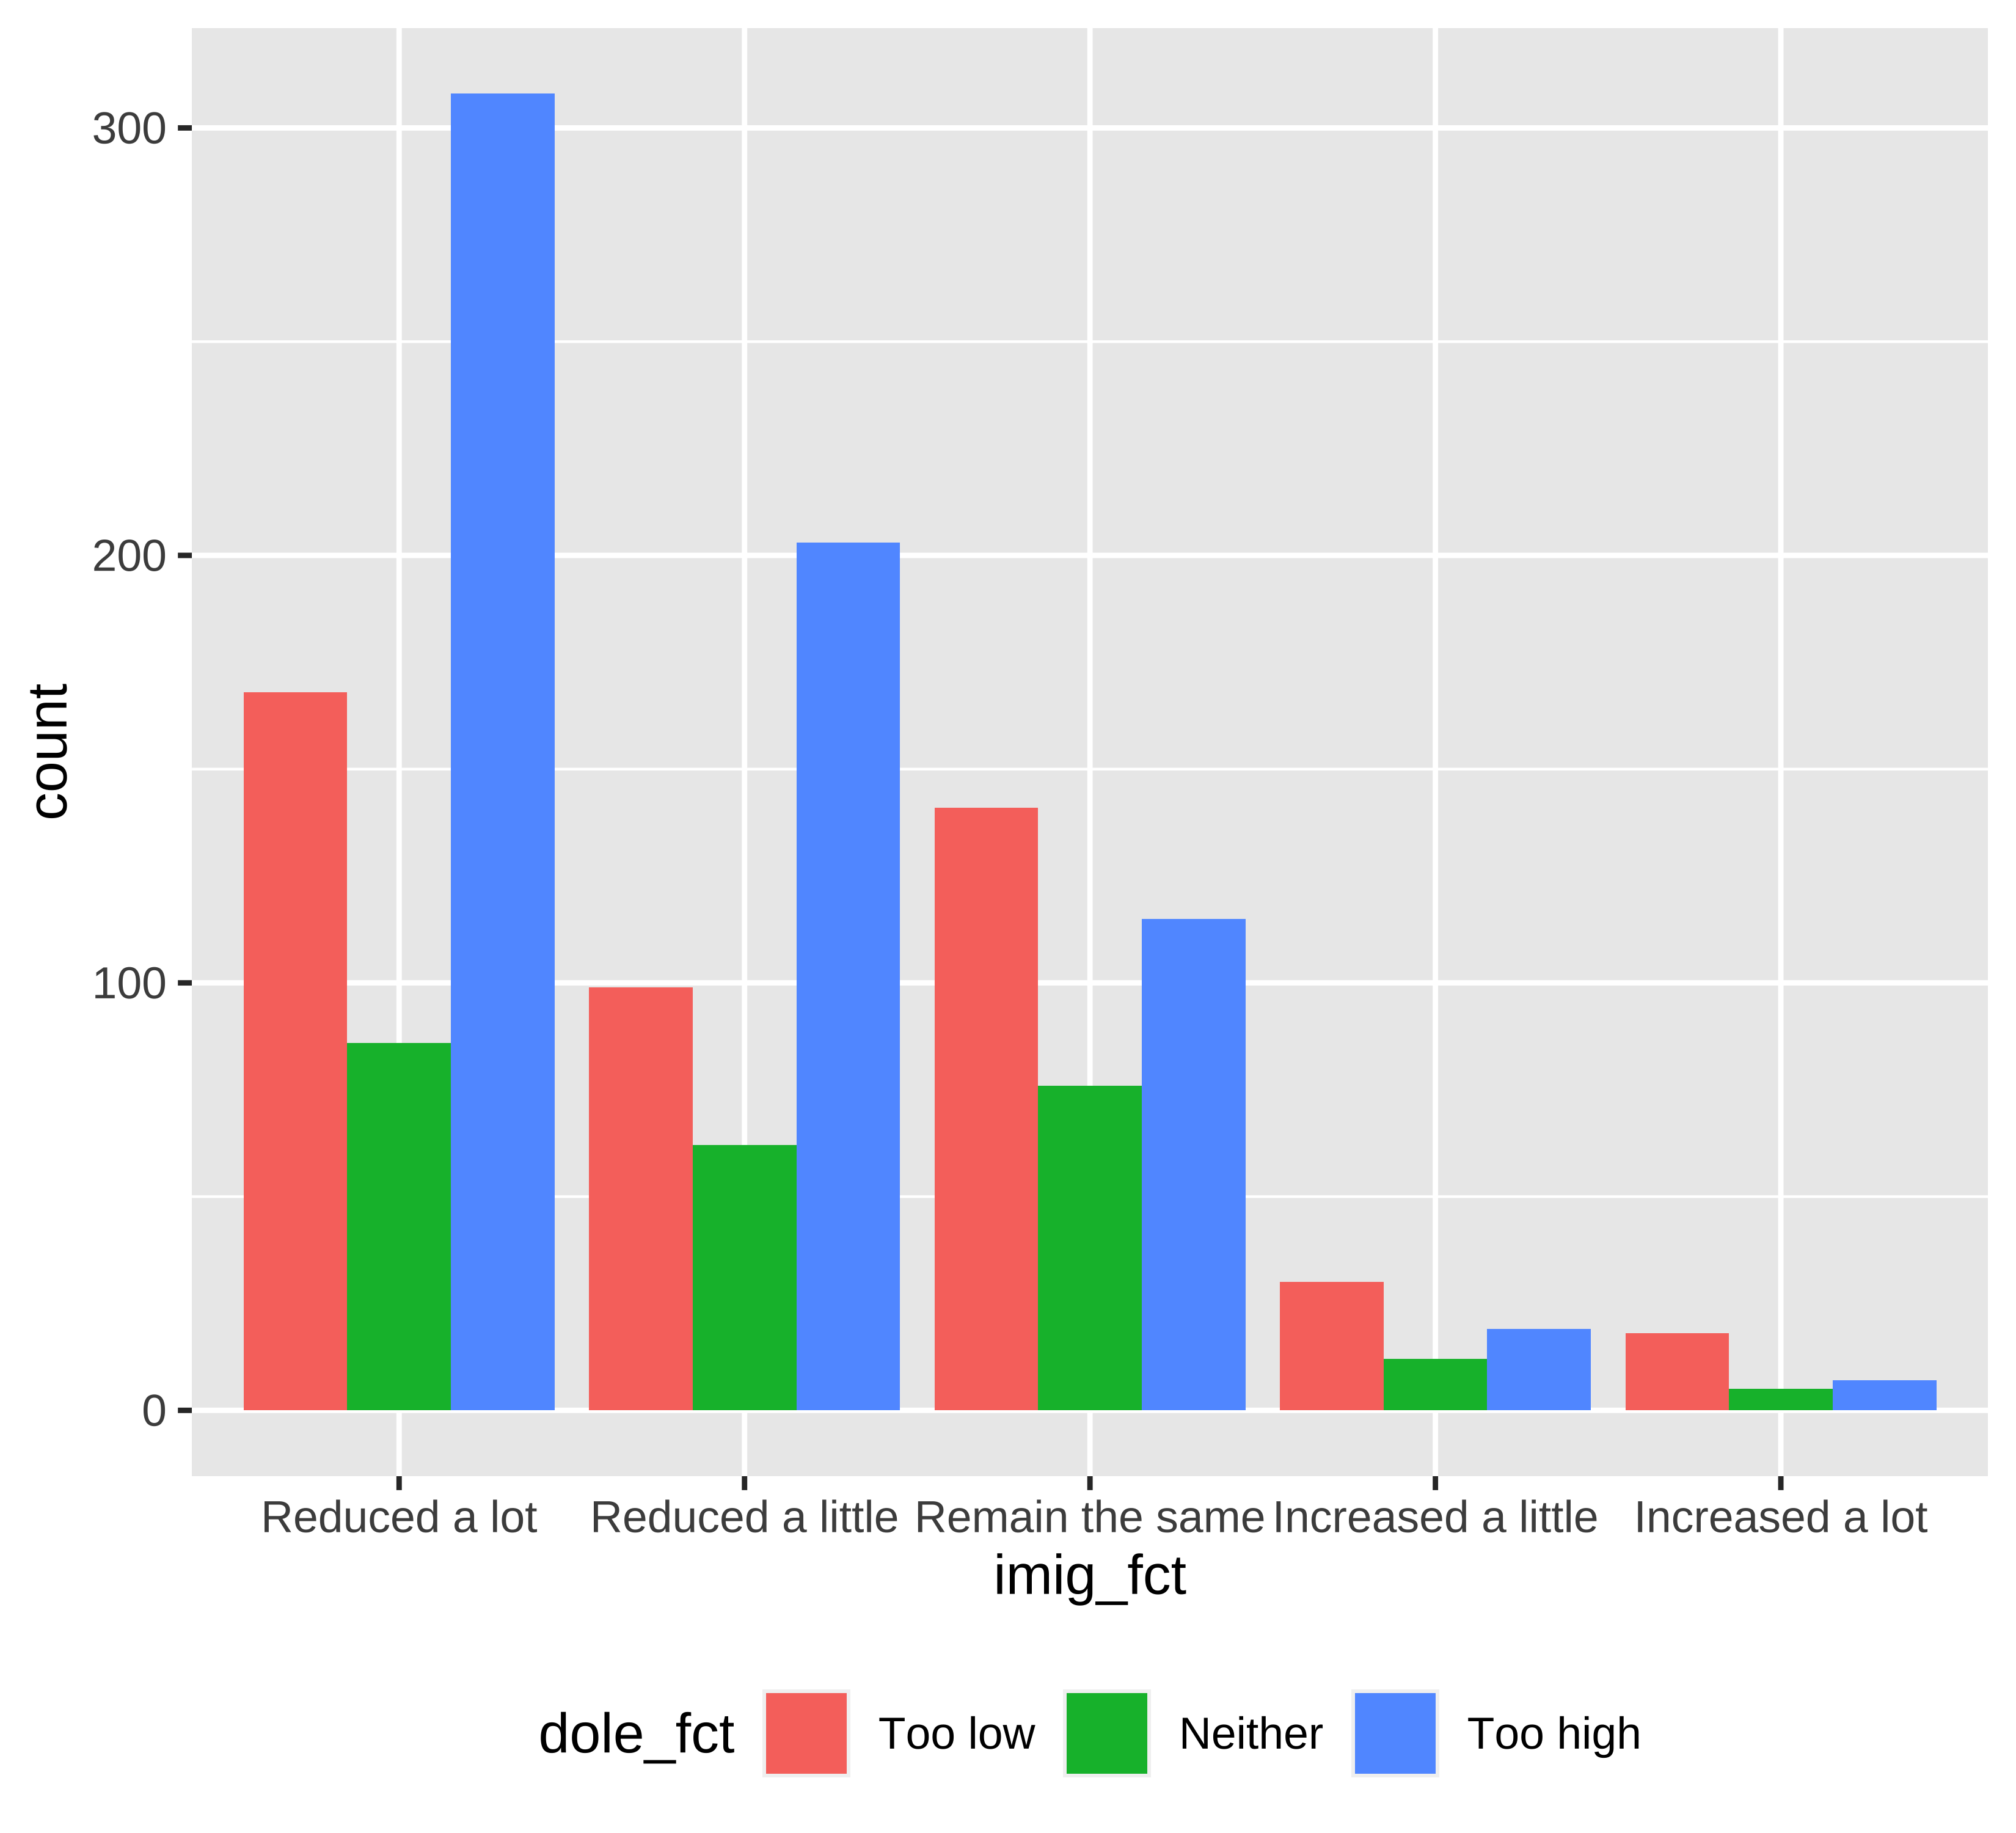 300
200
100
0
count
Reduced a lot Reduced a little Remain the same Increased a little Increased a lot
imig_fct
dole_fct Too low Neither Too high